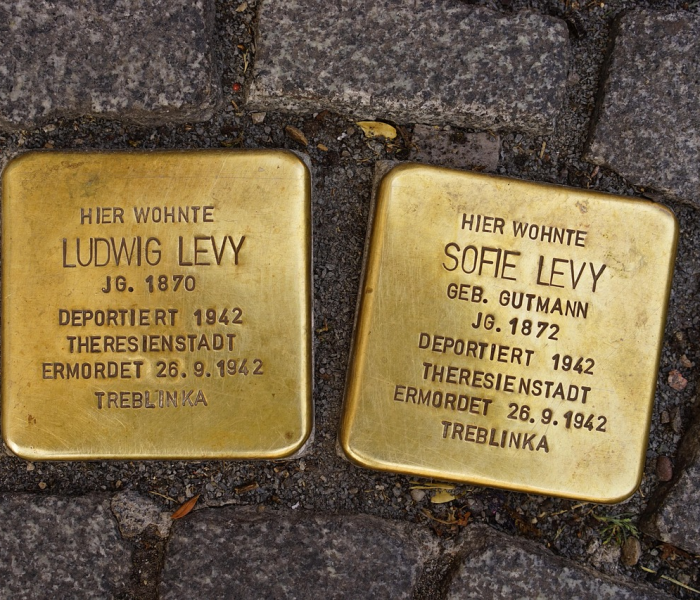 HIER WOHNTE
LUDWIG LEVY
JG. 1870
DEPORTIERT 1942
THERESIENSTADT
ERMORDET 26.9.1942
TREBLINKA
HIER WOHNTE
SOFIE LEVY
GEB. GUTMANN
JG. 1872
DEPORTIERT 1942
THERESIENSTADT
ERMORDET 26.9.1942
TREBLINKA